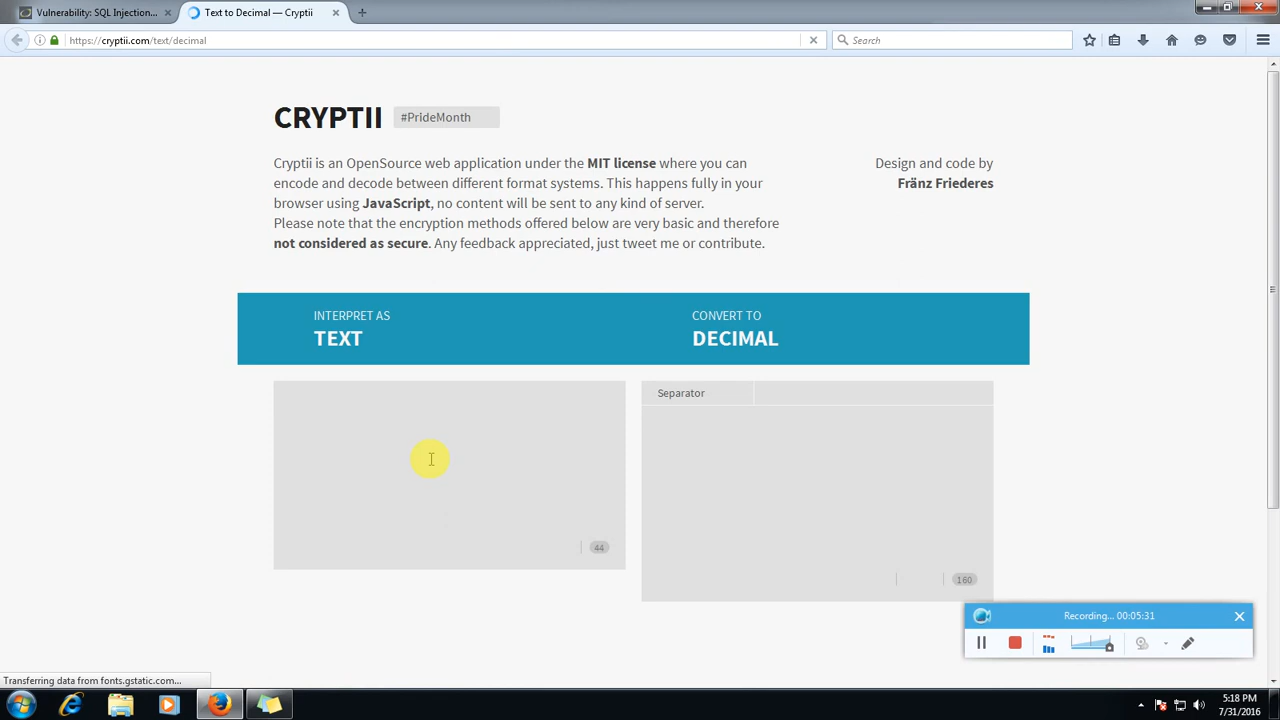 Vulnerability: SQL Injection...
Text to Decimal — Cryptii
https://cryptii.com/text/decimal
Search
CRYPTII
#PrideMonth
Cryptii is an OpenSource web application under the MIT license where you can
encode and decode between different format systems. This happens fully in your
browser using JavaScript, no content will be sent to any kind of server.
Please note that the encryption methods offered below are very basic and therefore
not considered as secure. Any feedback appreciated, just tweet me or contribute.
Design and code by
Fränz Friederes
INTERPRET AS
TEXT
CONVERT TO
DECIMAL
Separator
44
160
Recording... 00:05:31
Transferring data from fonts.gstatic.com...
5:18 PM
7/31/2016